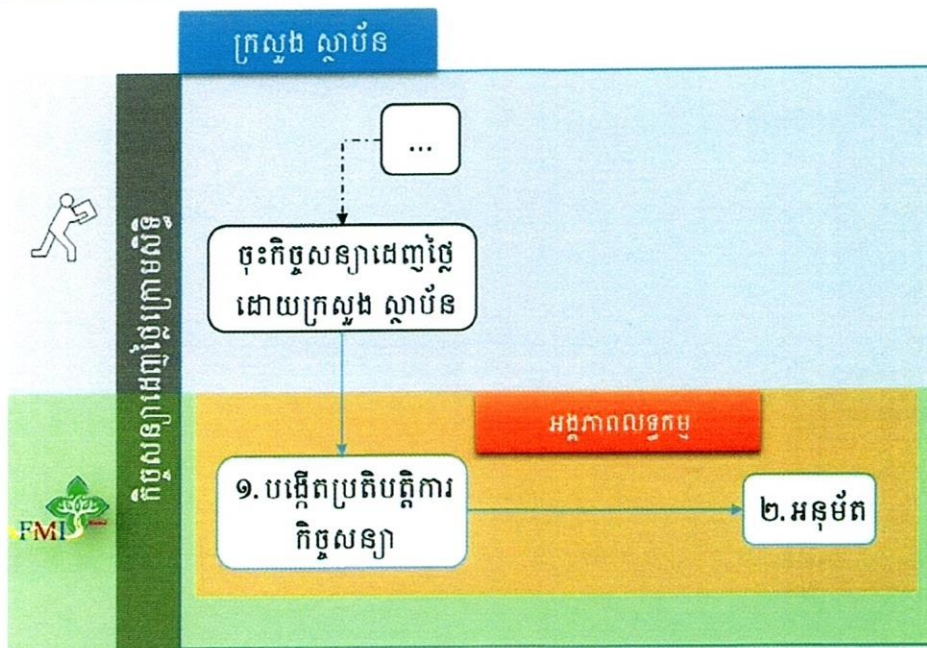 ក្រសួង ស្ថាប័ន
...
ចុះកិច្ចសន្យាដេញថ្លៃ
ដោយក្រសួង ស្ថាប័ន
កិច្ចសន្យាដេញថ្លៃក្រោមសិទ្ធិ
អង្គភាពលទ្ធកម្ម
១. បង្កើតប្រតិបត្តិការ
កិច្ចសន្យា
២. អនុម័ត
FMIS